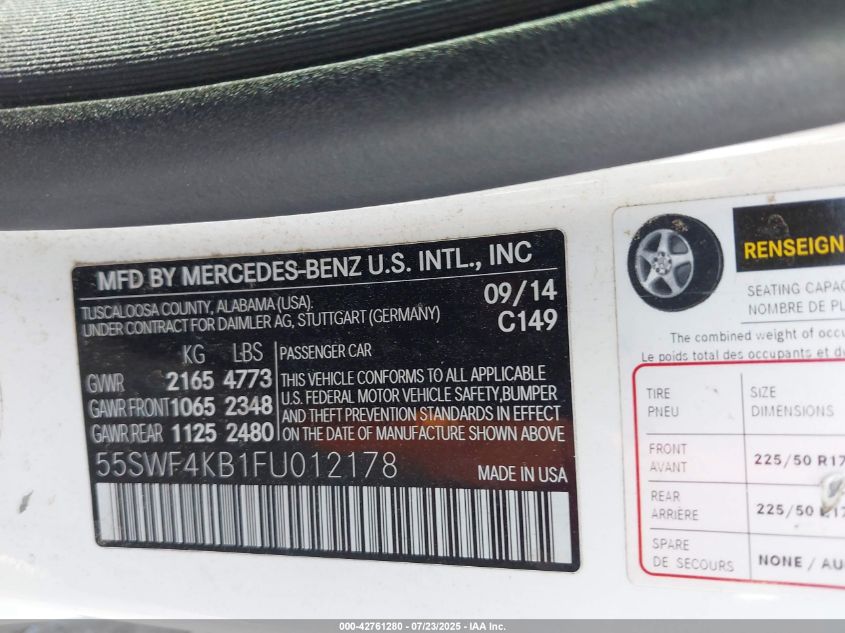 MFD BY MERCEDES-BENZ U.S. INTL., INC
TUSCALOOSA COUNTY, ALABAMA (USA).
UNDER CONTRACT FOR DAIMLER AG, STUTTGART (GERMANY)
09/14
C149
KG LBS
GVWR 2165 4773
GAWR FRONT 1065 2348
GAWR REAR 1125 2480
PASSENGER CAR
THIS VEHICLE CONFORMS TO ALL APPLICABLE
U.S. FEDERAL MOTOR VEHICLE SAFETY, BUMPER
AND THEFT PREVENTION STANDARDS IN EFFECT
ON THE DATE OF MANUFACTURE SHOWN ABOVE
55SWF4KB1FU012178
MADE IN USA
RENSEIGN
SEATING CAPAC
NOMBRE DE PL
The combined weight of occu
Le poids total des occupants et d
TIRE
PNEU
SIZE
DIMENSIONS
FRONT
AVANT
225/50 R17
REAR
ARRIÈRE
225/50 R17
SPARE
DE SECOURS
NONE / AU
000-42761280 - 07/23/2025 - IAA Inc.